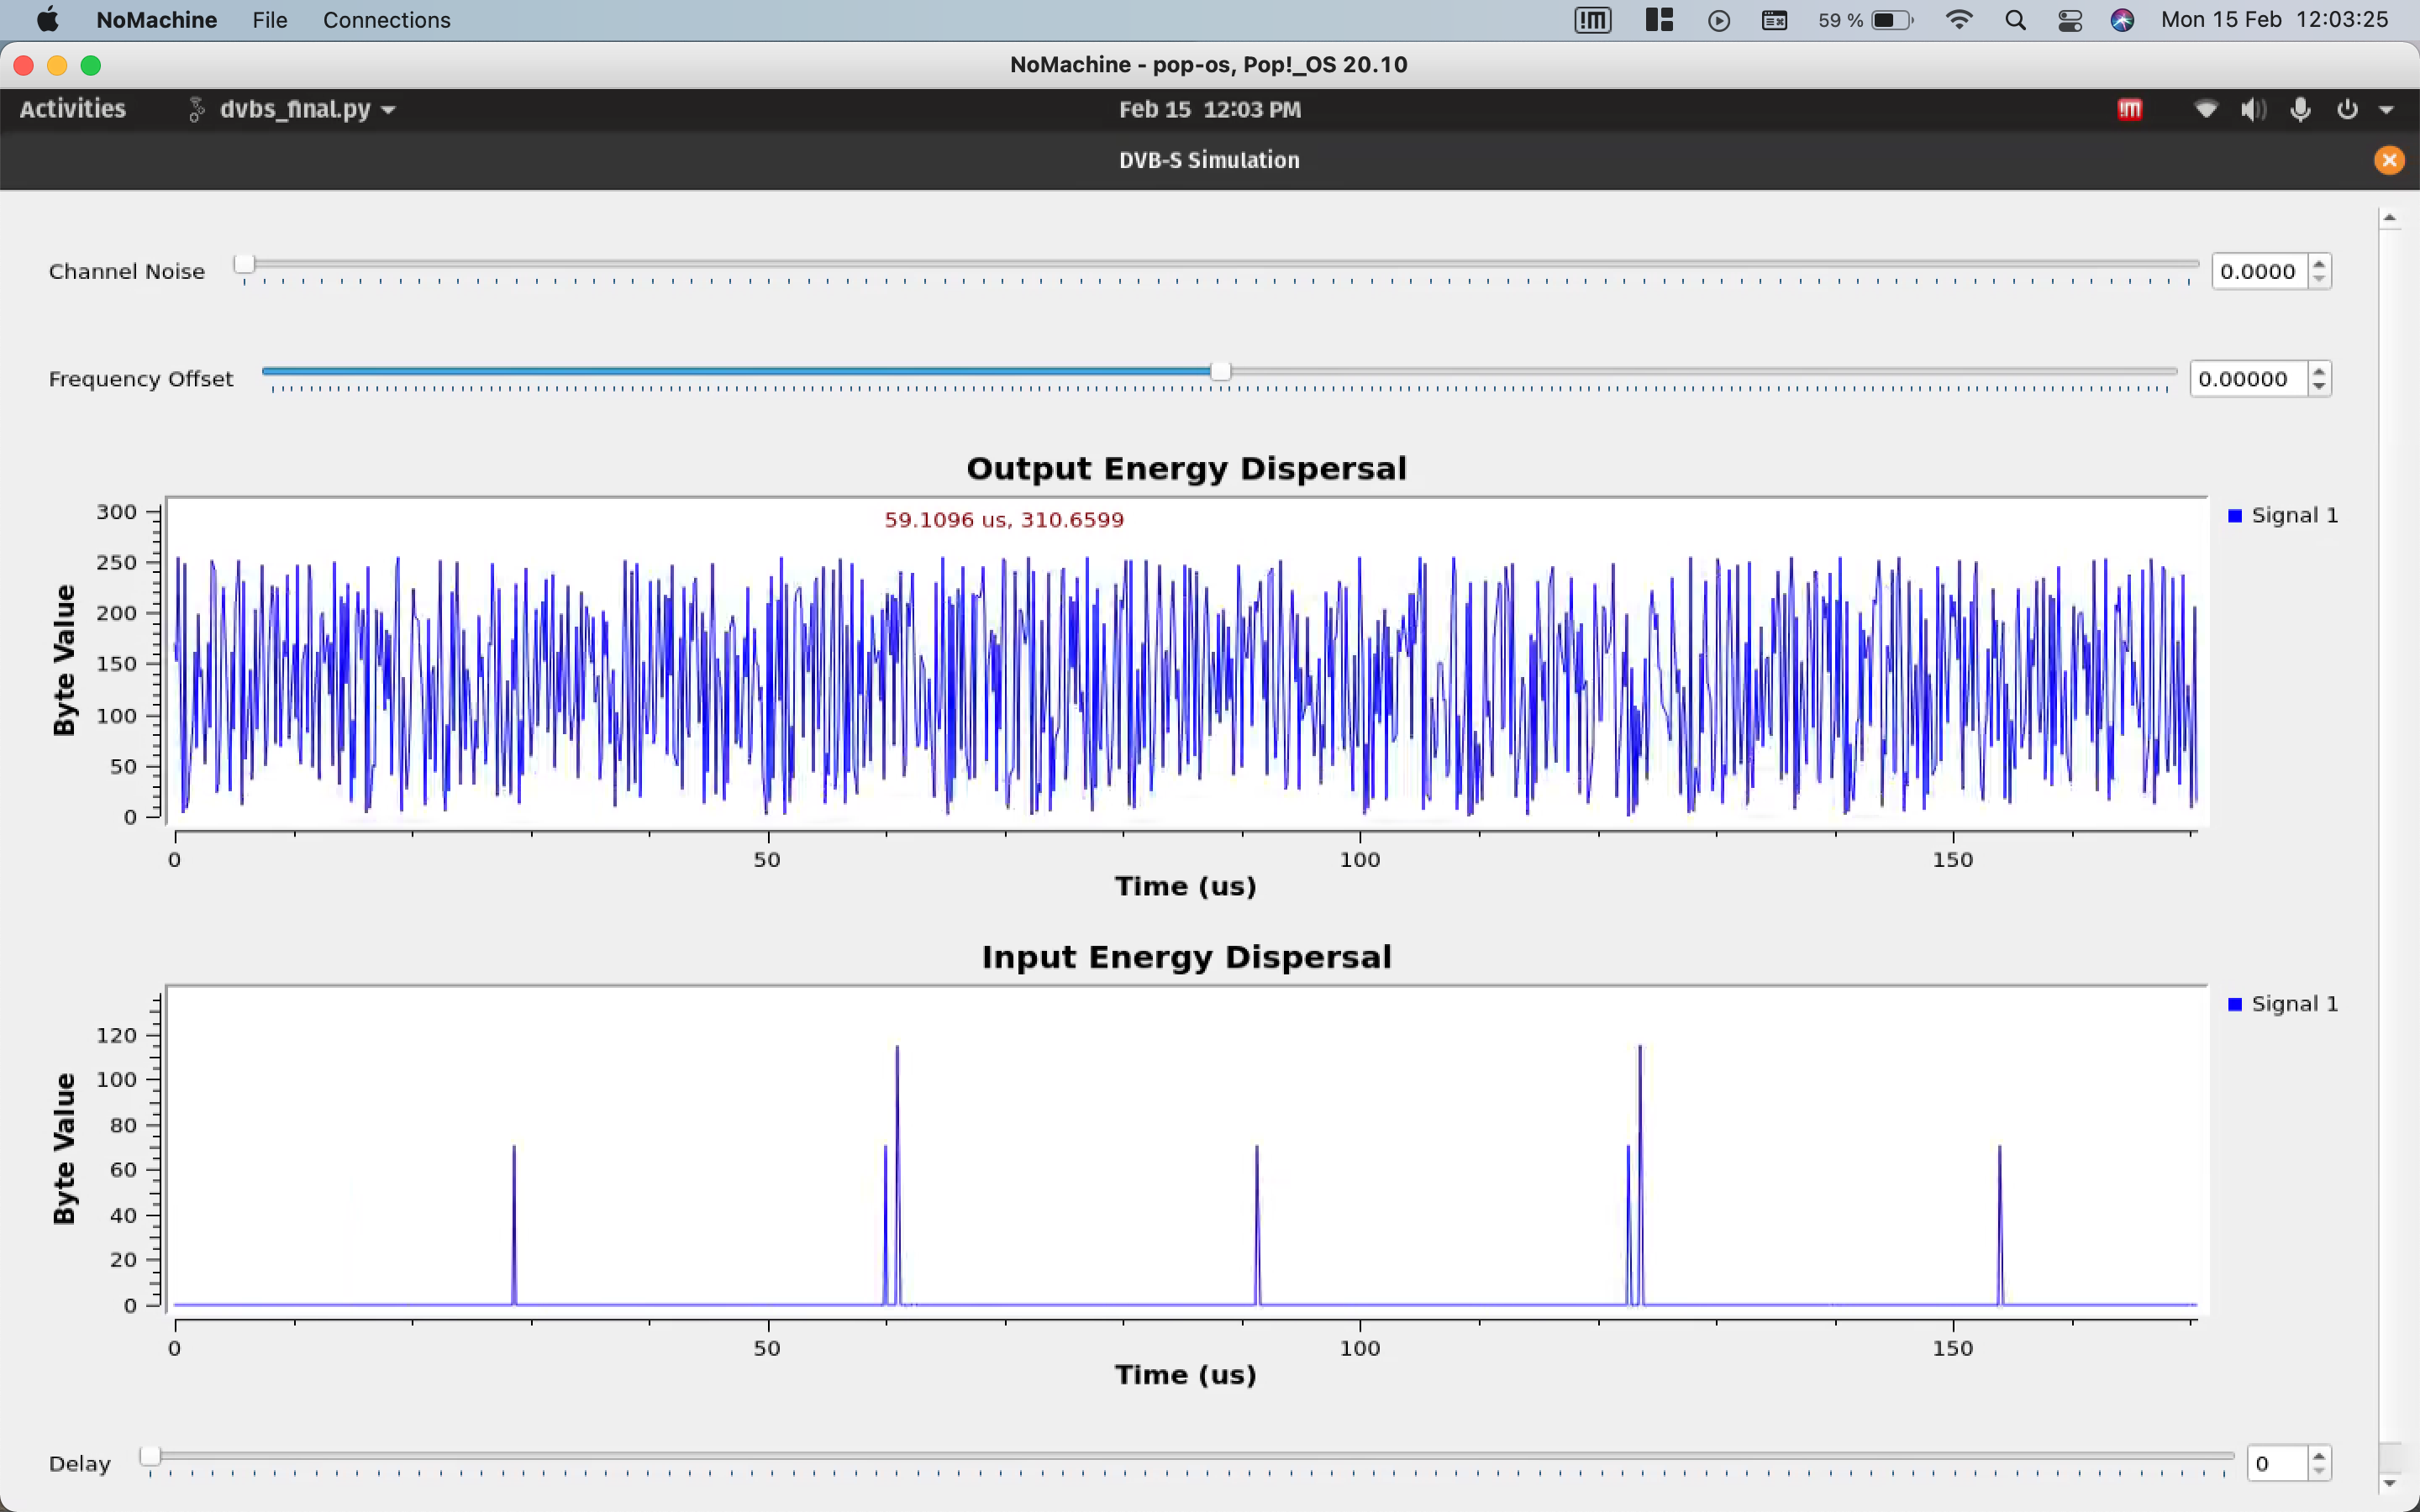 NoMachine File Connections 59 % Mon 15 Feb 12:03:25
NoMachine - pop-os, Pop!_OS 20.10
Activities dvbs_final.py Feb 15 12:03 PM
DVB-S Simulation
Channel Noise 0.0000
Frequency Offset 0.00000
Output Energy Dispersal
59.1096 us, 310.6599
Signal 1
Byte Value
300
250
200
150
100
50
0
0 50 100 150
Time (us)
Input Energy Dispersal
Signal 1
Byte Value
120
100
80
60
40
20
0
0 50 100 150
Time (us)
Delay 0